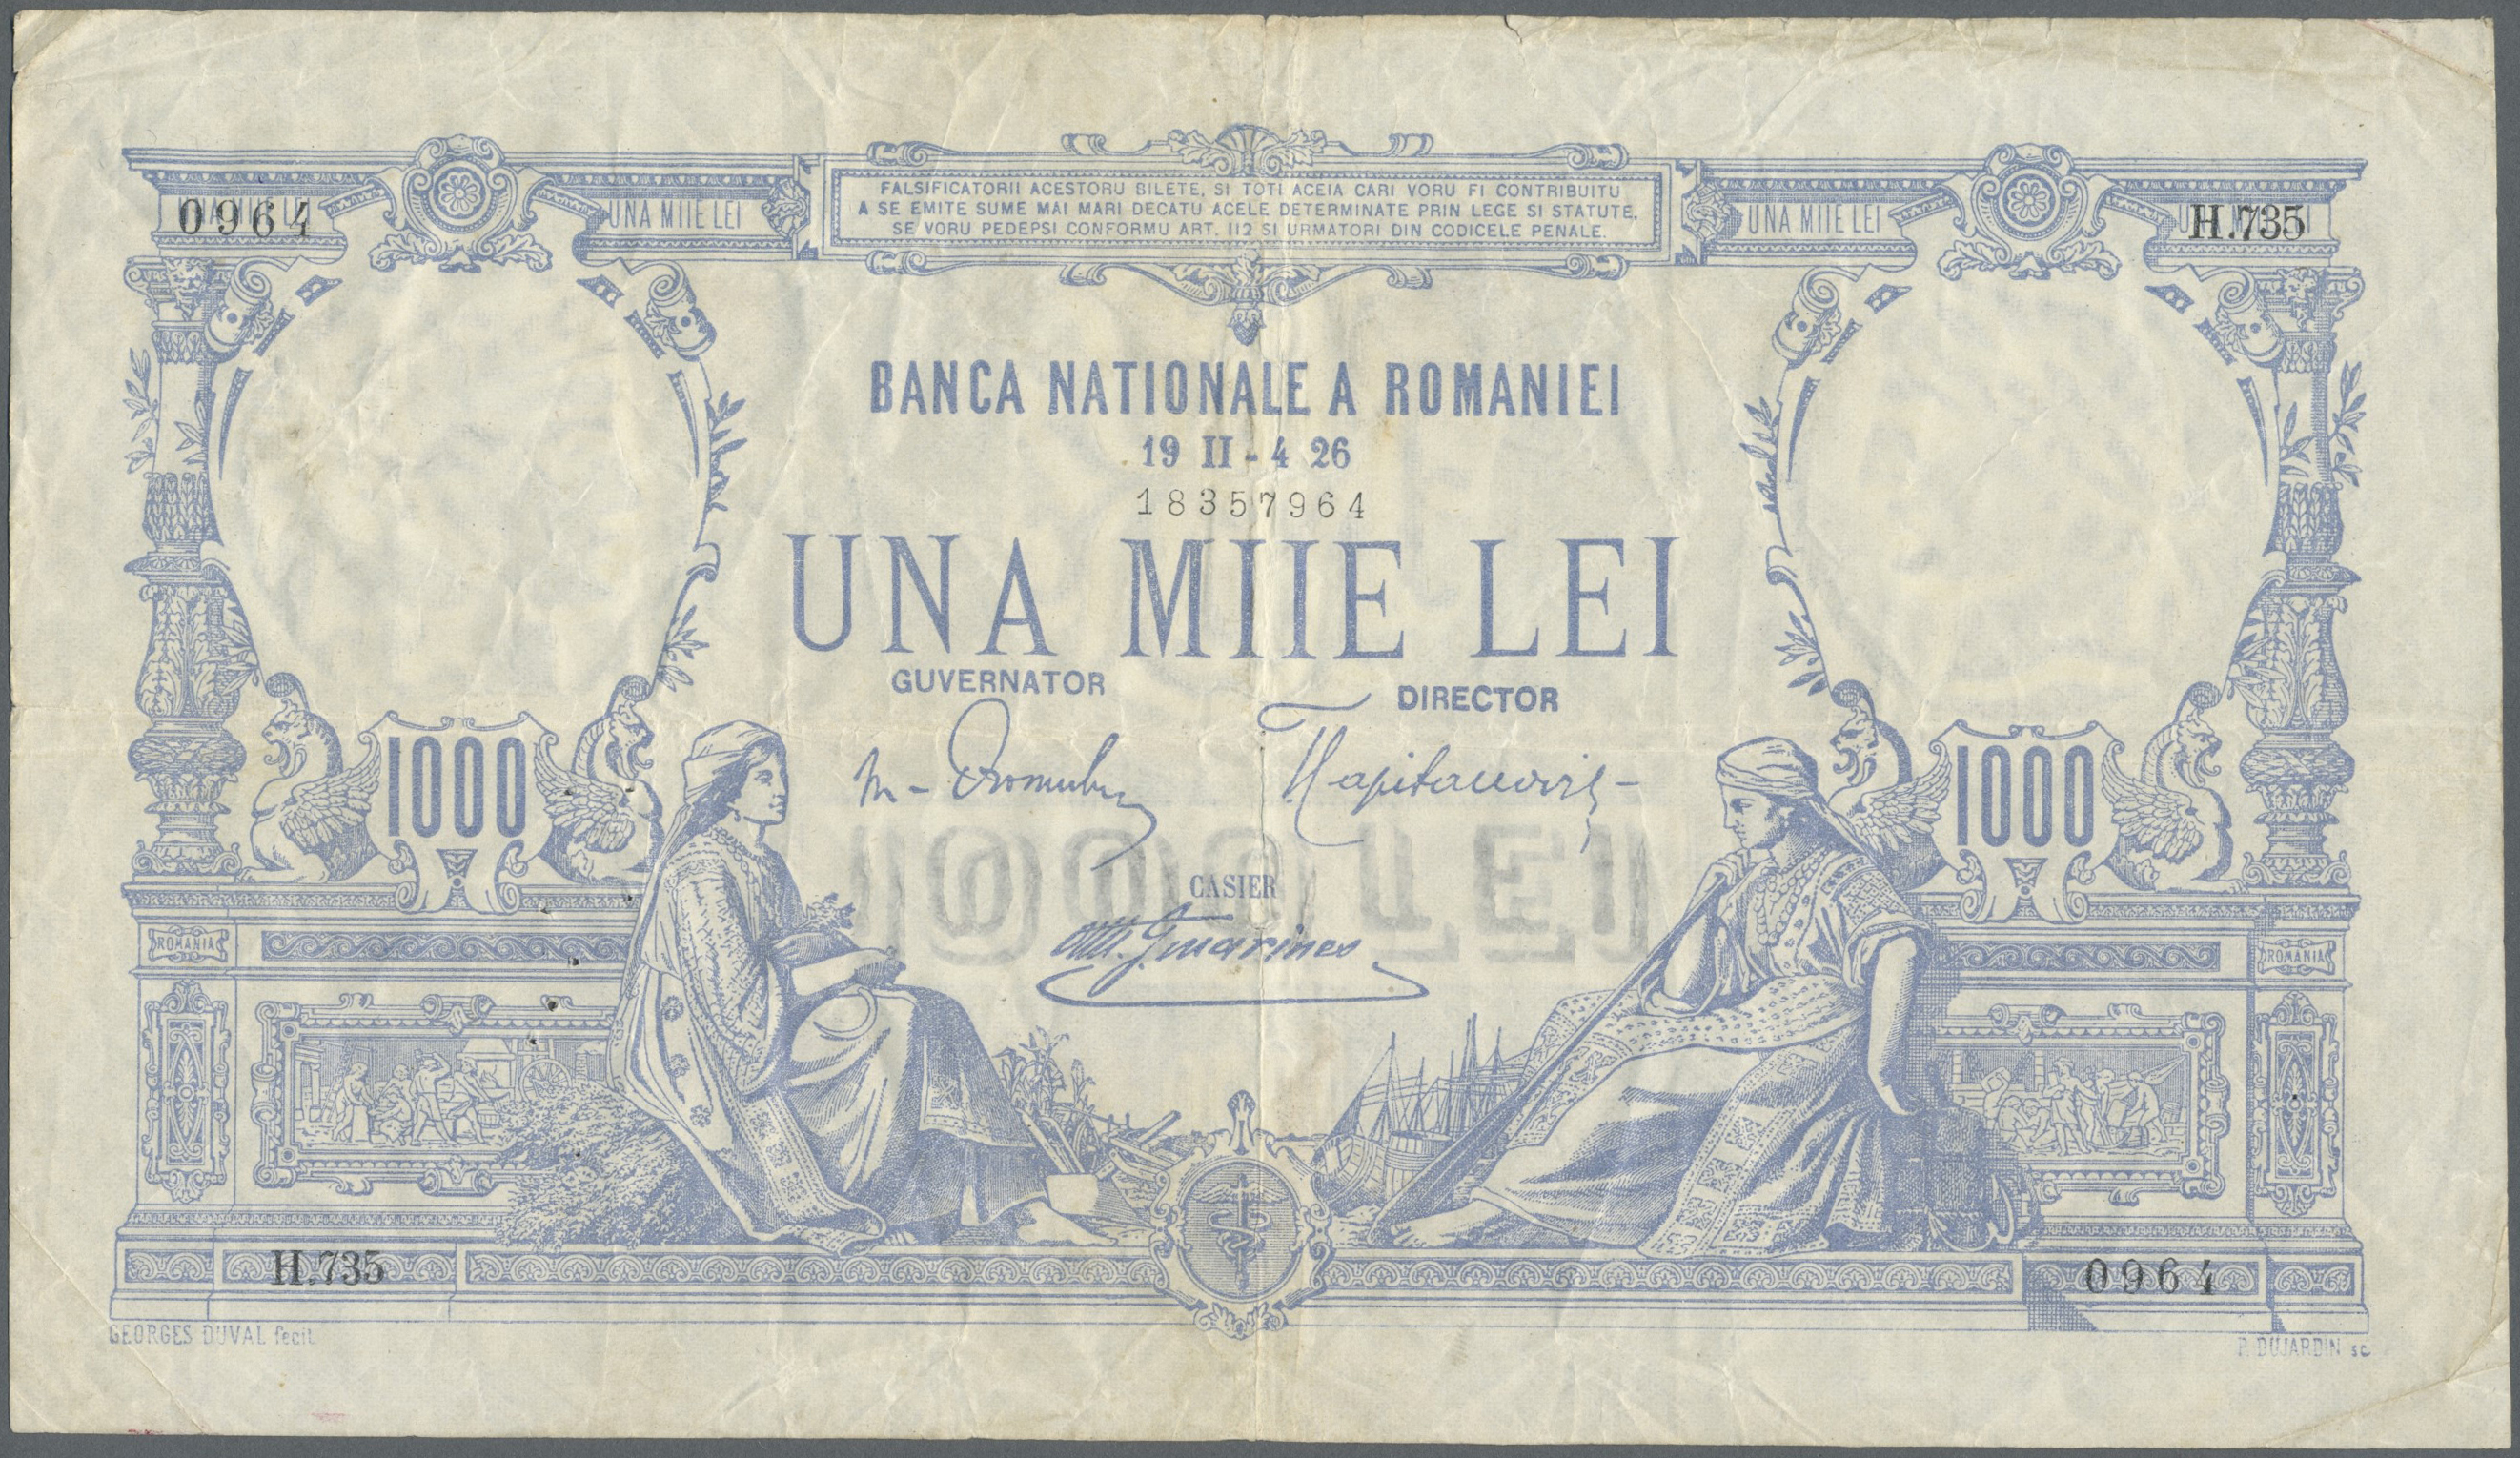 FALSIFICATORII ACESTORU BILETE, SI TOTI ACEIA CARI VORU FI CONTRIBUITU
A SE EMITE SUME MAI MARI DECATU ACELE DETERMINATE PRIN LEGE SI STATUTE,
SE VORU PEDEPSI CONFORMU ART. 112 SI URMATORI DIN CODICELE PENALE.
0964 UNA MIIE LEI UNA MIIE LEI H.735
BANCA NATIONALE A ROMANIEI
19 II - 4 26
18357964
UNA MIIE LEI
GUVERNATOR DIRECTOR
1000 1000
1000 LEI
CASIER
ROMANIA ROMANIA
H.735 0964
GEORGES DUVAL fecit P. DUJARDIN sc